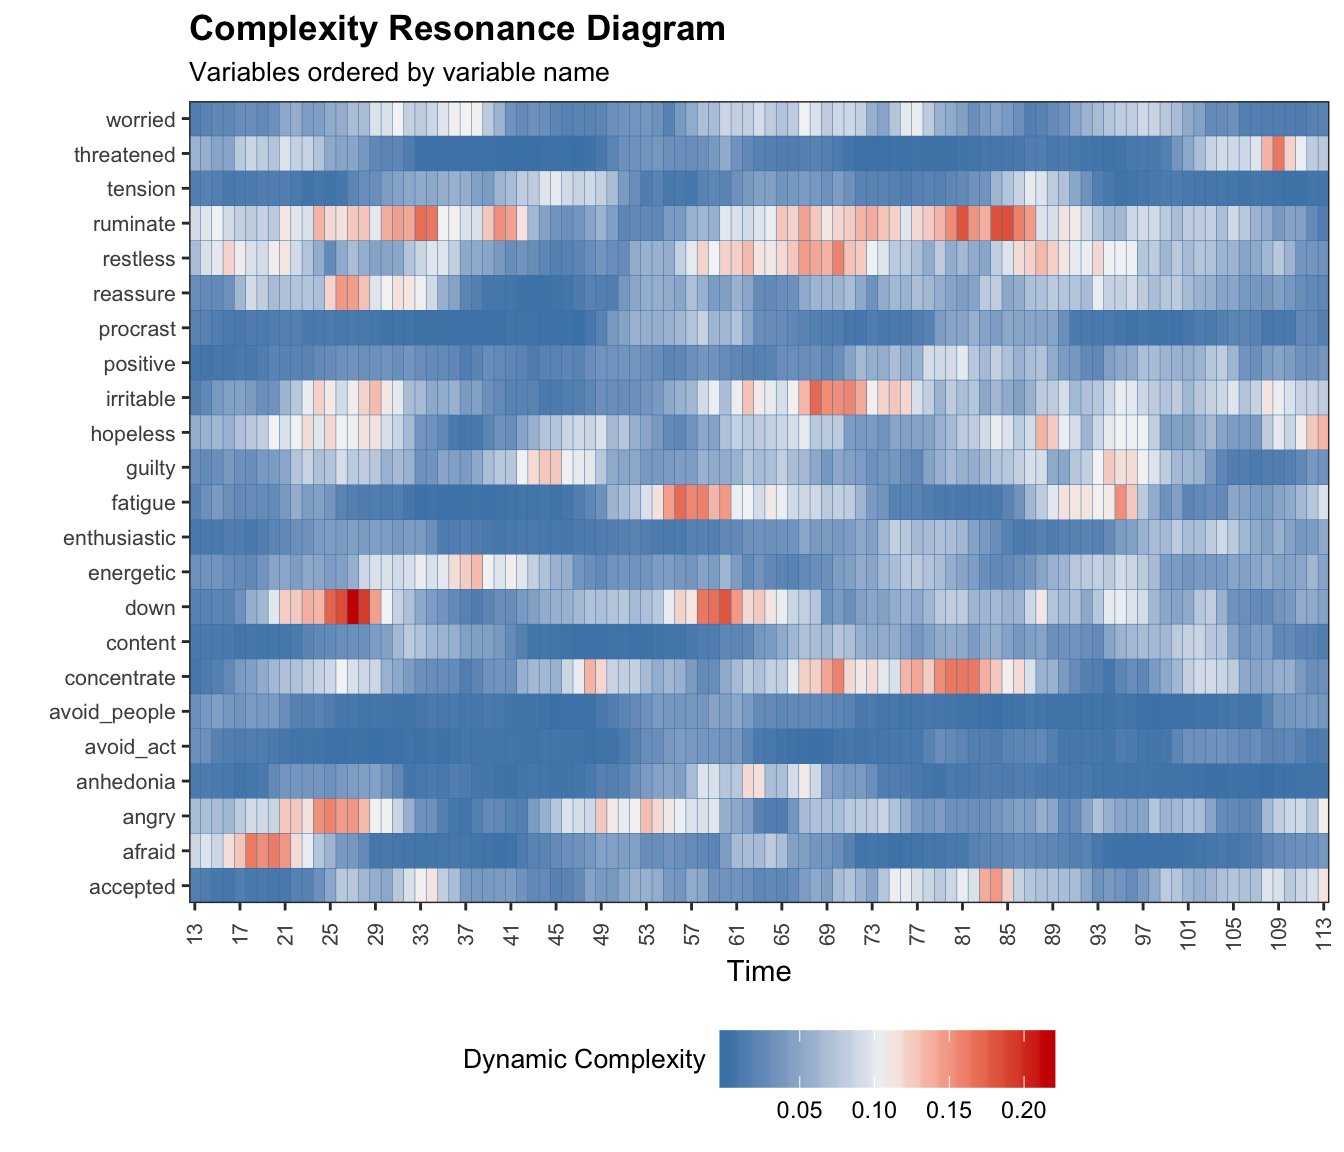 Complexity Resonance Diagram
Variables ordered by variable name
worried
threatened
tension
ruminate
restless
reassure
procrast
positive
irritable
hopeless
guilty
fatigue
enthusiastic
energetic
down
content
concentrate
avoid_people
avoid_act
anhedonia
angry
afraid
accepted
13 17 21 25 29 33 37 41 45 49 53 57 61 65 69 73 77 81 85 89 93 97 101 105 109 113
Time
Dynamic Complexity
0.05 0.10 0.15 0.20